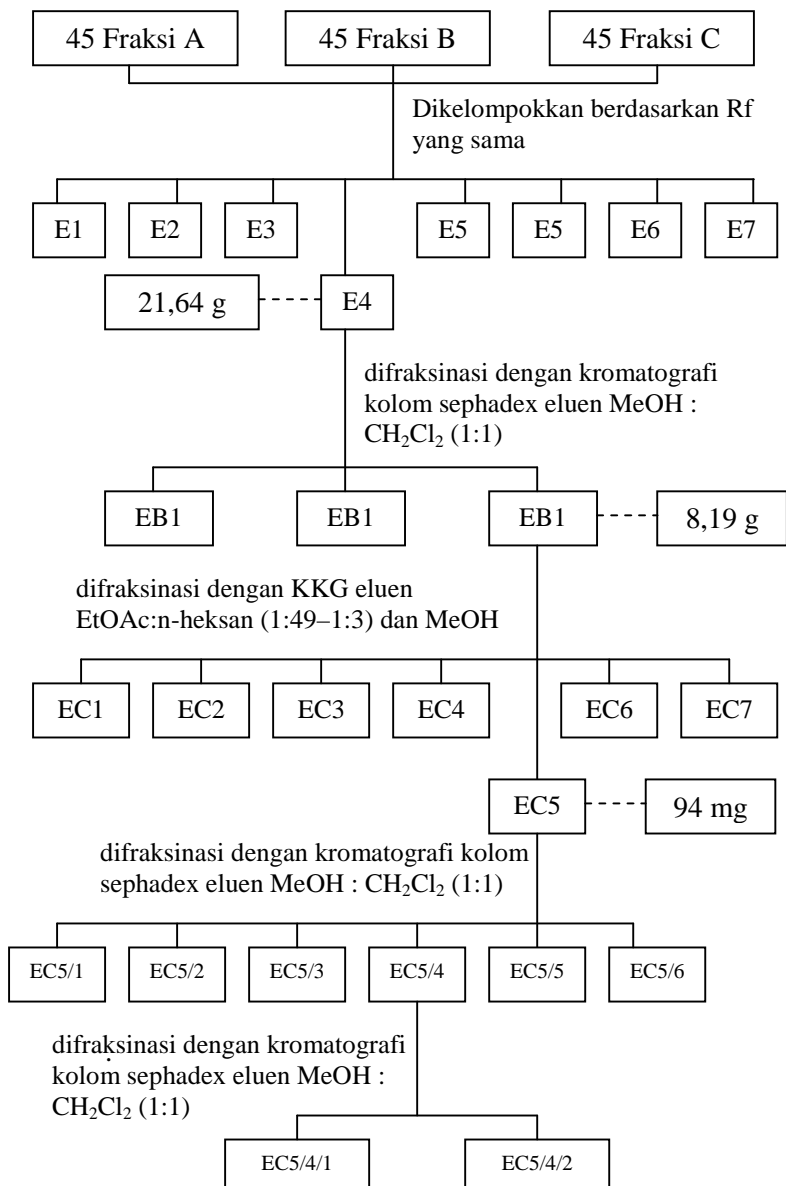 45 Fraksi A
45 Fraksi B
45 Fraksi C
Dikelompokkan berdasarkan Rf
yang sama
E1
E2
E3
E5
E5
E6
E7
21,64 g
E4
difraksinasi dengan kromatografi
kolom sephadex eluen MeOH :
CH₂Cl₂ (1:1)
EB1
EB1
EB1
8,19 g
difraksinasi dengan KKG eluen
EtOAc:n-heksan (1:49–1:3) dan MeOH
EC1
EC2
EC3
EC4
EC6
EC7
EC5
94 mg
difraksinasi dengan kromatografi kolom
sephadex eluen MeOH : CH₂Cl₂ (1:1)
EC5/1
EC5/2
EC5/3
EC5/4
EC5/5
EC5/6
difraksinasi dengan kromatografi
kolom sephadex eluen MeOH :
CH₂Cl₂ (1:1)
EC5/4/1
EC5/4/2